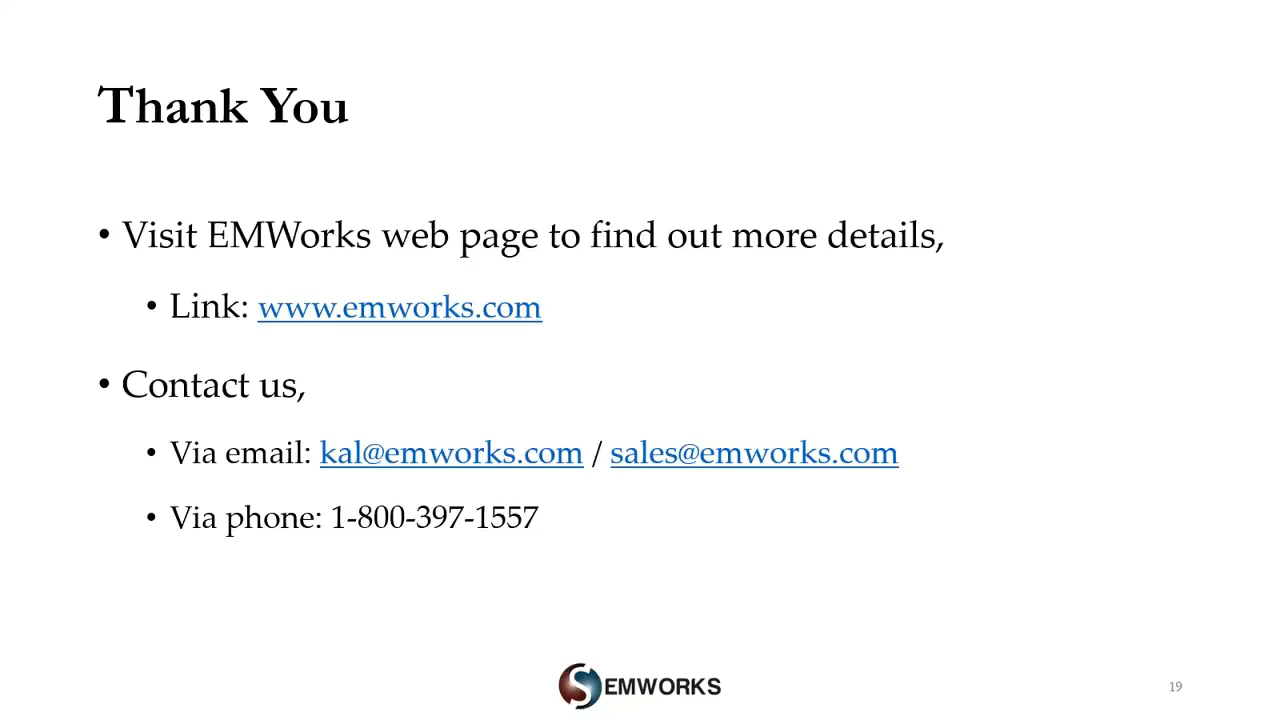 Thank You
• Visit EMWorks web page to find out more details,
• Link: www.emworks.com
• Contact us,
• Via email: kal@emworks.com / sales@emworks.com
• Via phone: 1-800-397-1557
EMWORKS
19